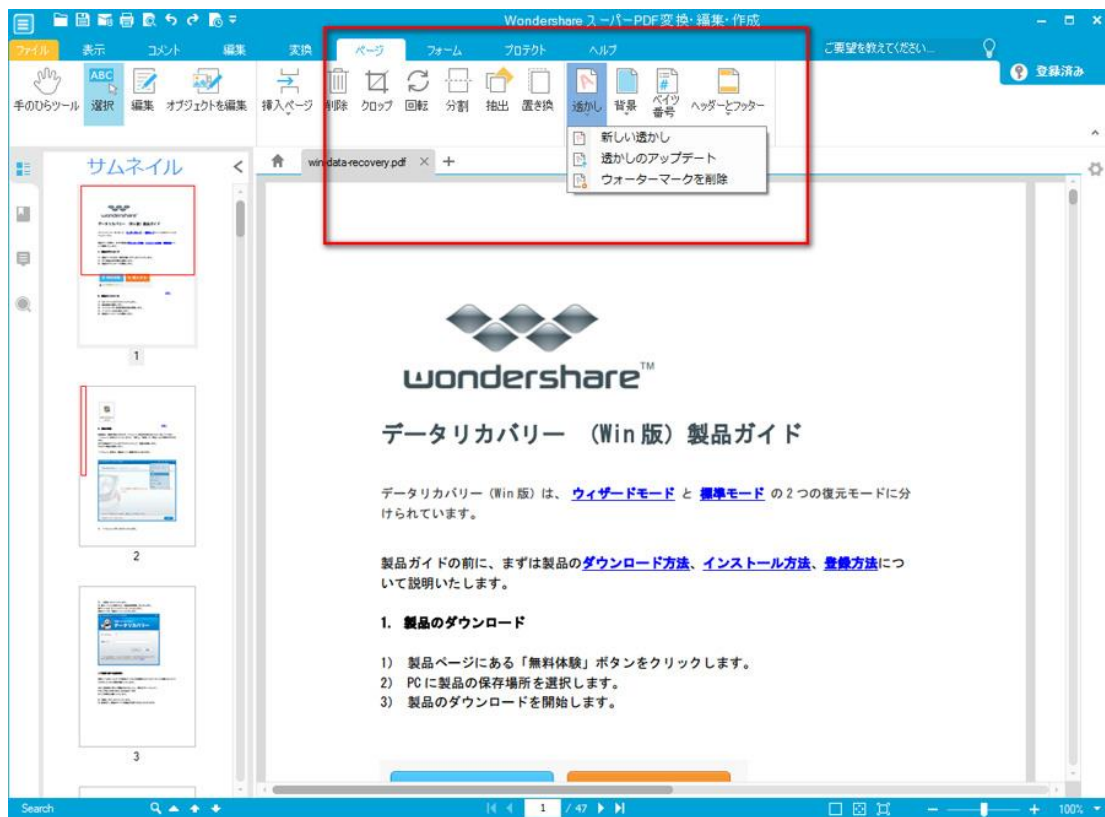 Wondershare スーパーPDF変換・編集・作成
ファイル 表示 コメント 編集 変換 ページ フォーム プロテクト ヘルプ ご要望を教えてください...
登録済み
手のひらツール 選択 編集 オブジェクトを編集 挿入ページ 削除 クロップ 回転 分割 抽出 置き換 透かし 背景 ベイツ番号 ヘッダーとフッター
ABC
新しい透かし
透かしのアップデート
ウォーターマークを削除
サムネイル
win-data-recovery.pdf
1
2
3
wondershare™
データリカバリー （Win 版）製品ガイド
データリカバリー（Win 版）は、 ウィザードモード と 標準モード の２つの復元モードに分
けられています。
製品ガイドの前に、まずは製品のダウンロード方法、インストール方法、登録方法につ
いて説明いたします。
1. 製品のダウンロード
1) 製品ページにある「無料体験」ボタンをクリックします。
2) PC に製品の保存場所を選択します。
3) 製品のダウンロードを開始します。
Search
1 / 47
100%